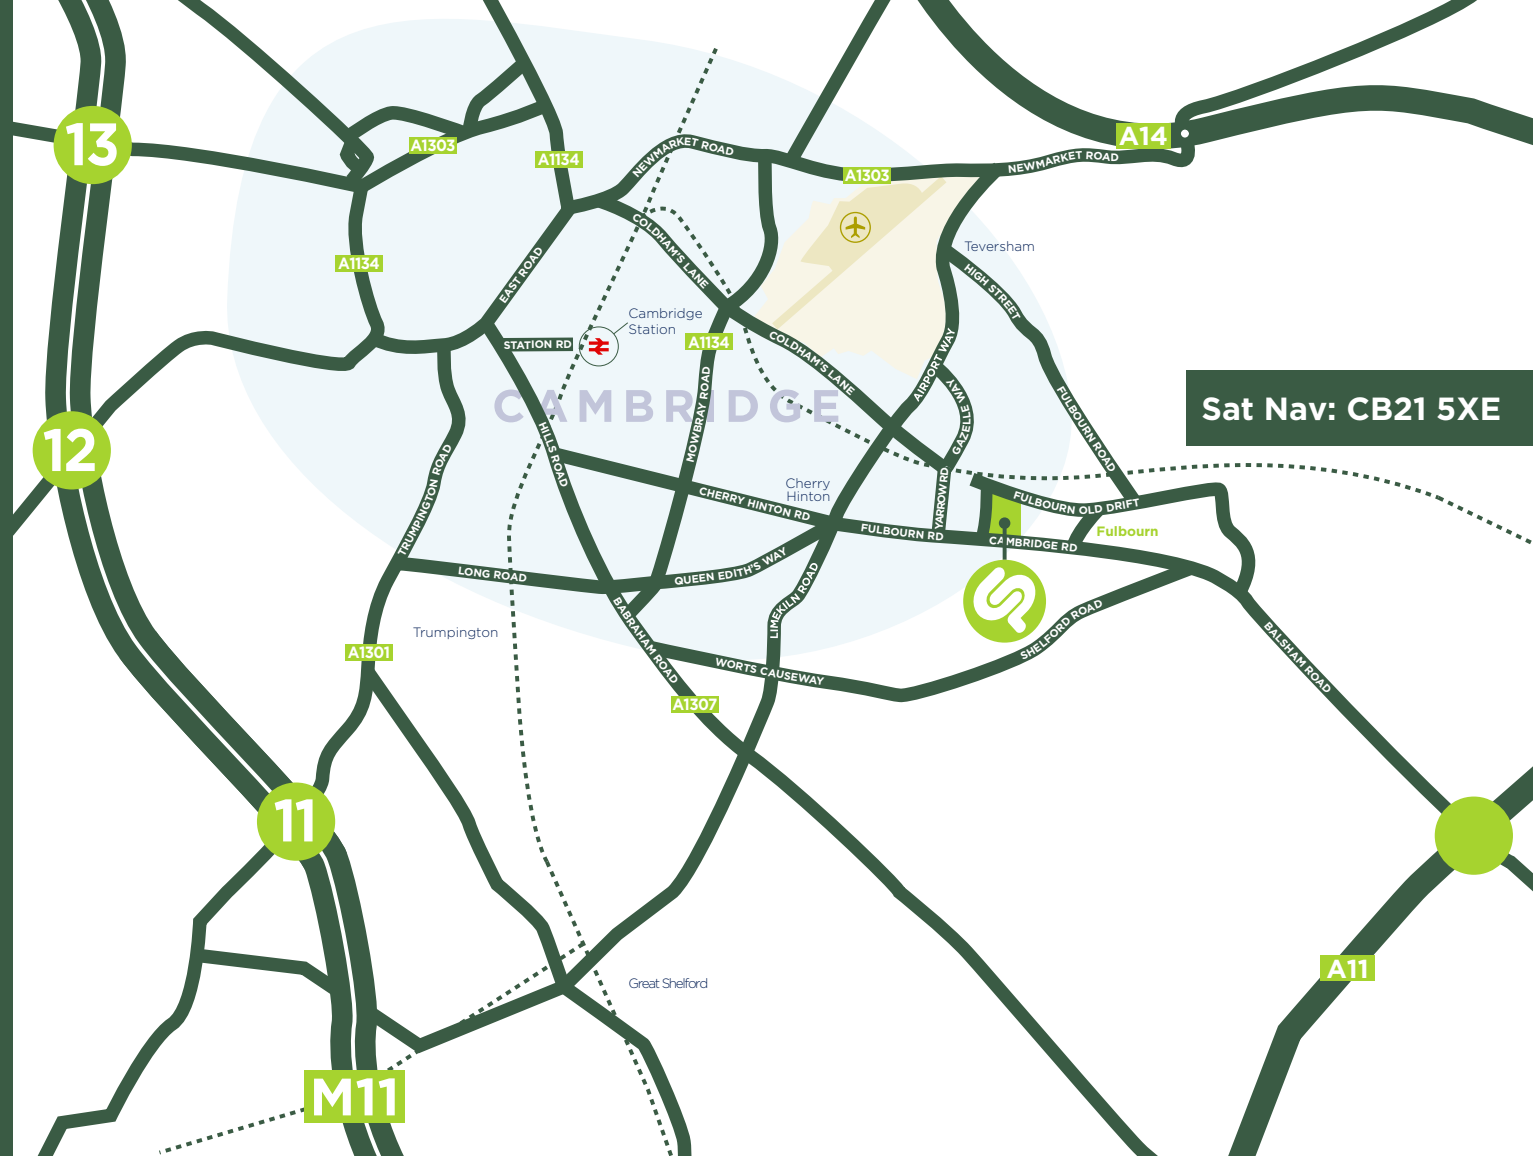 13
A1303
A1134
NEWMARKET ROAD
A14
NEWMARKET ROAD
A1303
COLDHAM'S LANE
A1134
EAST ROAD
Teversham
HIGH STREET
Cambridge
Station
STATION RD
A1134
COLDHAM'S LANE
AIRPORT WAY
GAZELLE WAY
MOWBRAY ROAD
CAMBRIDGE
FULBOURN ROAD
Sat Nav: CB21 5XE
12
HILLS ROAD
TRUMPINGTON ROAD
Cherry
Hinton
CHERRY HINTON RD
YARROW RD
FULBOURN OLD DRIFT
FULBOURN RD
CAMBRIDGE RD
Fulbourn
LONG ROAD
QUEEN EDITH'S WAY
LIMEKILN ROAD
BABRAHAM ROAD
SHELFORD ROAD
BALSHAM ROAD
Trumpington
A1301
WORTS CAUSEWAY
A1307
11
A11
Great Shelford
M11